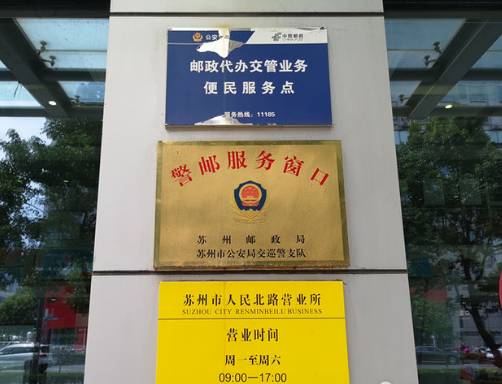 公安
中国邮政
邮政代办交管业务
便民服务点
服务热线：11185
警邮服务窗口
苏州邮政局
苏州市公安局交巡警支队
苏州市人民北路营业所
SUZHOU CITY RENMINBEILU BUSINESS
营业时间
周一至周六
09:00—17:00